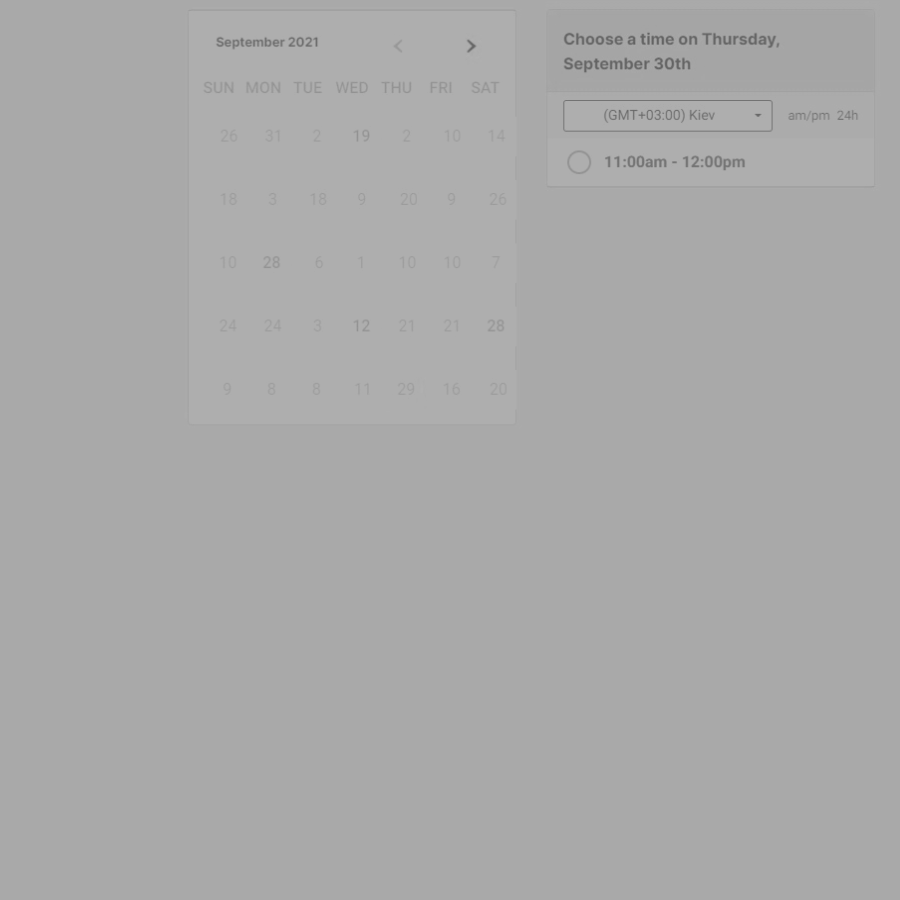 September 2021
SUN MON TUE WED THU FRI SAT
26 31 2 19 2 10 14
18 3 18 9 20 9 26
10 28 6 1 10 10 7
24 24 3 12 21 21 28
9 8 8 11 29 16 20
Choose a time on Thursday,
September 30th
(GMT+03:00) Kiev am/pm 24h
11:00am - 12:00pm